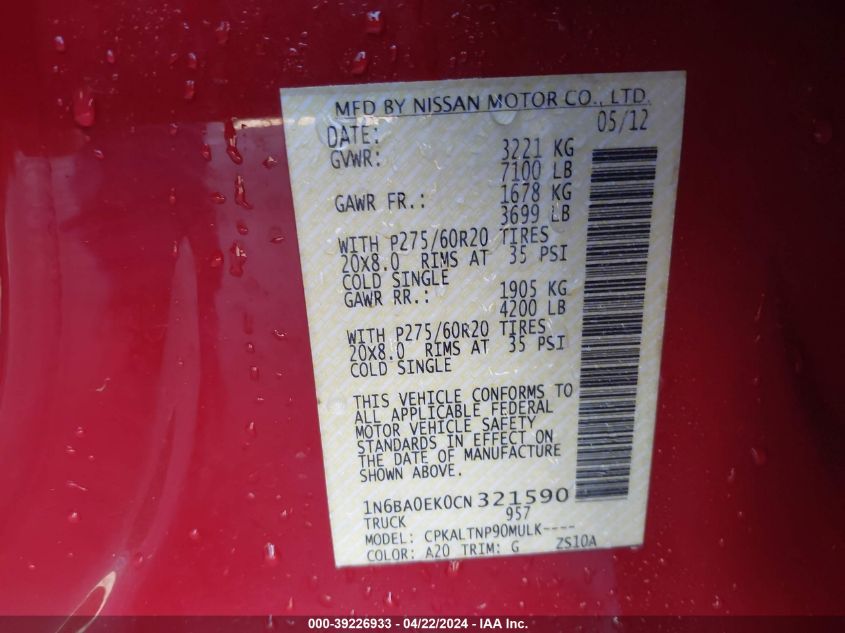 MFD BY NISSAN MOTOR CO., LTD.
DATE: 05/12
GVWR: 3221 KG
7100 LB
GAWR FR.: 1678 KG
3699 LB
WITH P275/60R20 TIRES
20X8.0 RIMS AT 35 PSI
COLD SINGLE
GAWR RR.: 1905 KG
4200 LB
WITH P275/60R20 TIRES
20X8.0 RIMS AT 35 PSI
COLD SINGLE
THIS VEHICLE CONFORMS TO
ALL APPLICABLE FEDERAL
MOTOR VEHICLE SAFETY
STANDARDS IN EFFECT ON
THE DATE OF MANUFACTURE
SHOWN ABOVE.
1N6BA0EK0CN 321590
TRUCK 957
MODEL: CPKALTNP90MULK----
COLOR: A20 TRIM: G ZS10A
000-39226933 / 04/22/2024 - IAA Inc.